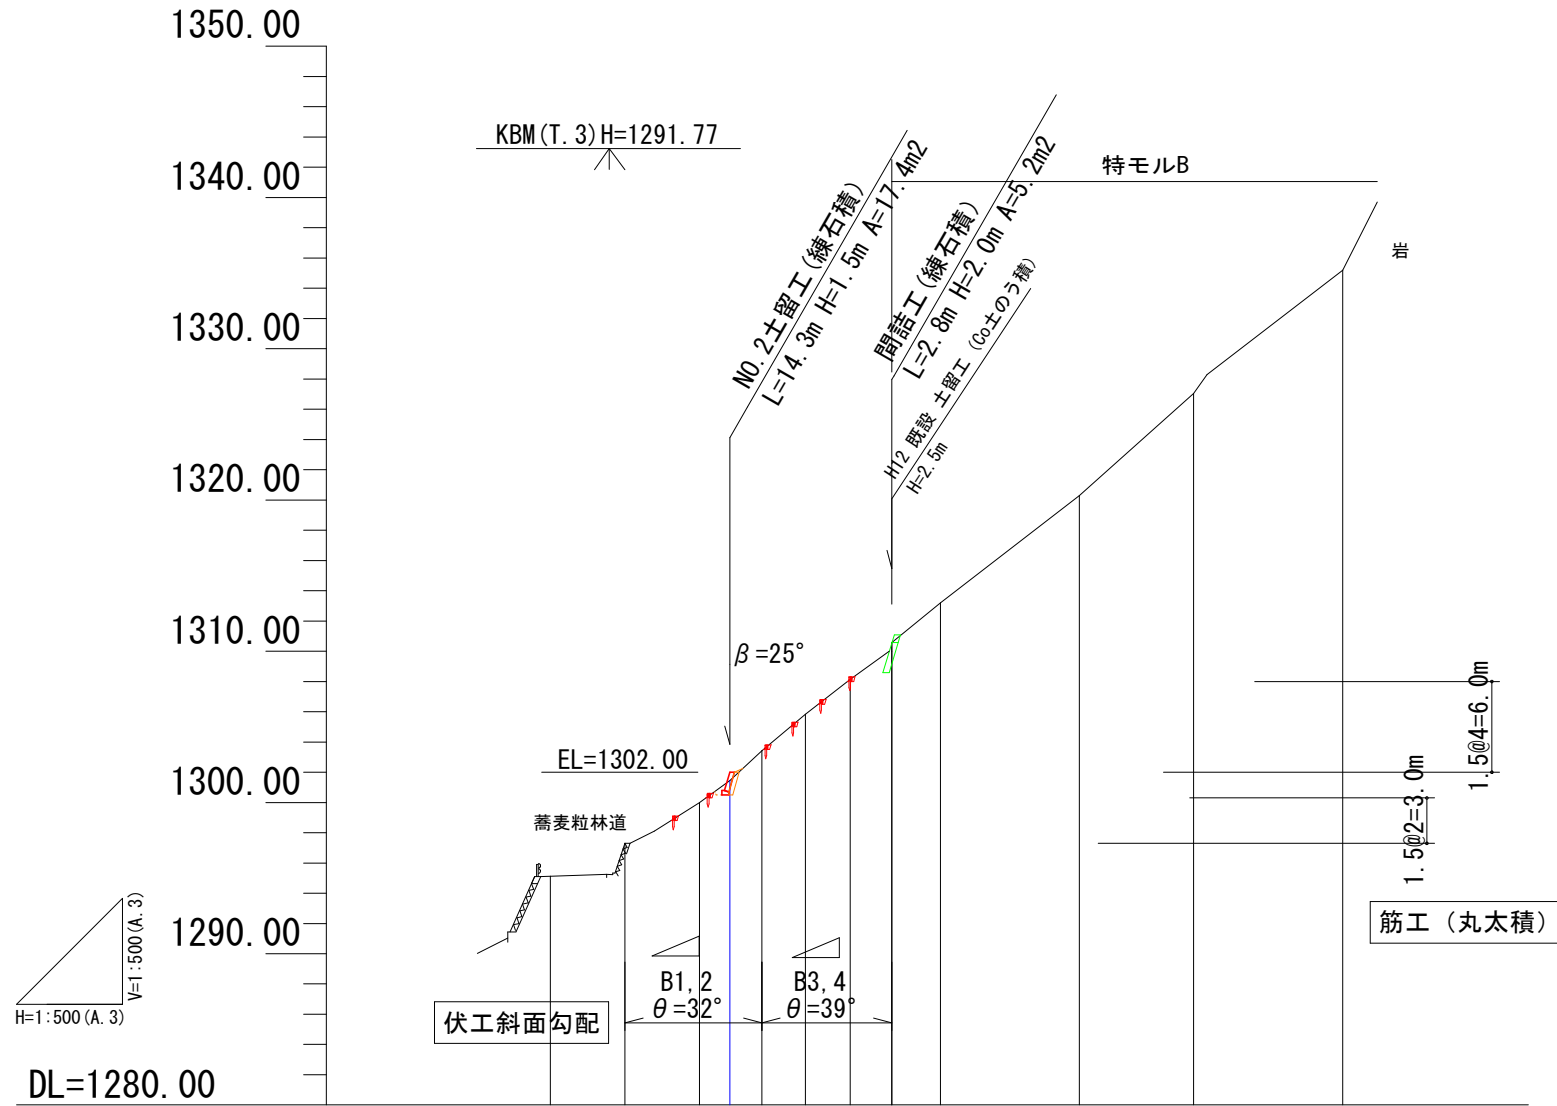 1350.00
KBM(T.3)H=1291.77
1340.00
特モルB
岩
NO.2土留工(練石積)
L=14.3m H=1.5m A=17.4m2
間詰工(練石積)
L=2.8m H=2.0m A=5.2m2
H12 既設 土留工 (Co土のう積)
H=2.5m
1330.00
1320.00
1310.00
β=25°
1.5@4=6.0m
EL=1302.00
1300.00
蕎麦粒林道
1.5@2=3.0m
1290.00
筋工(丸太積)
V=1:500(A.3)
H=1:500(A.3)
B1,2
θ=32°
B3,4
θ=39°
伏工斜面勾配
DL=1280.00